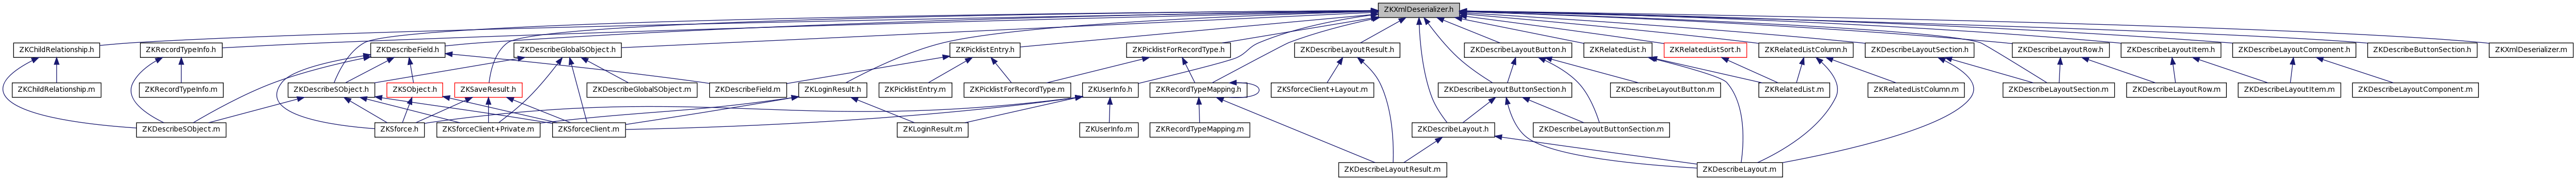 ZKXmlDeserializer.h
ZKChildRelationship.h
ZKRecordTypeInfo.h
ZKDescribeField.h
ZKDescribeGlobalSObject.h
ZKPicklistEntry.h
ZKPicklistForRecordType.h
ZKDescribeLayoutResult.h
ZKDescribeLayoutButton.h
ZKRelatedList.h
ZKRelatedListSort.h
ZKRelatedListColumn.h
ZKDescribeLayoutSection.h
ZKDescribeLayoutRow.h
ZKDescribeLayoutItem.h
ZKDescribeLayoutComponent.h
ZKDescribeButtonSection.h
ZKXmlDeserializer.m
ZKChildRelationship.m
ZKRecordTypeInfo.m
ZKDescribeSObject.h
ZKSObject.h
ZKSaveResult.h
ZKDescribeGlobalSObject.m
ZKDescribeField.m
ZKLoginResult.h
ZKPicklistEntry.m
ZKPicklistForRecordType.m
ZKUserInfo.h
ZKRecordTypeMapping.h
ZKSforceClient+Layout.m
ZKDescribeLayoutButtonSection.h
ZKDescribeLayoutButton.m
ZKRelatedList.m
ZKRelatedListColumn.m
ZKDescribeLayoutSection.m
ZKDescribeLayoutRow.m
ZKDescribeLayoutItem.m
ZKDescribeLayoutComponent.m
ZKDescribeSObject.m
ZKSforce.h
ZKSforceClient+Private.m
ZKSforceClient.m
ZKLoginResult.m
ZKUserInfo.m
ZKRecordTypeMapping.m
ZKDescribeLayout.h
ZKDescribeLayoutButtonSection.m
ZKDescribeLayoutResult.m
ZKDescribeLayout.m